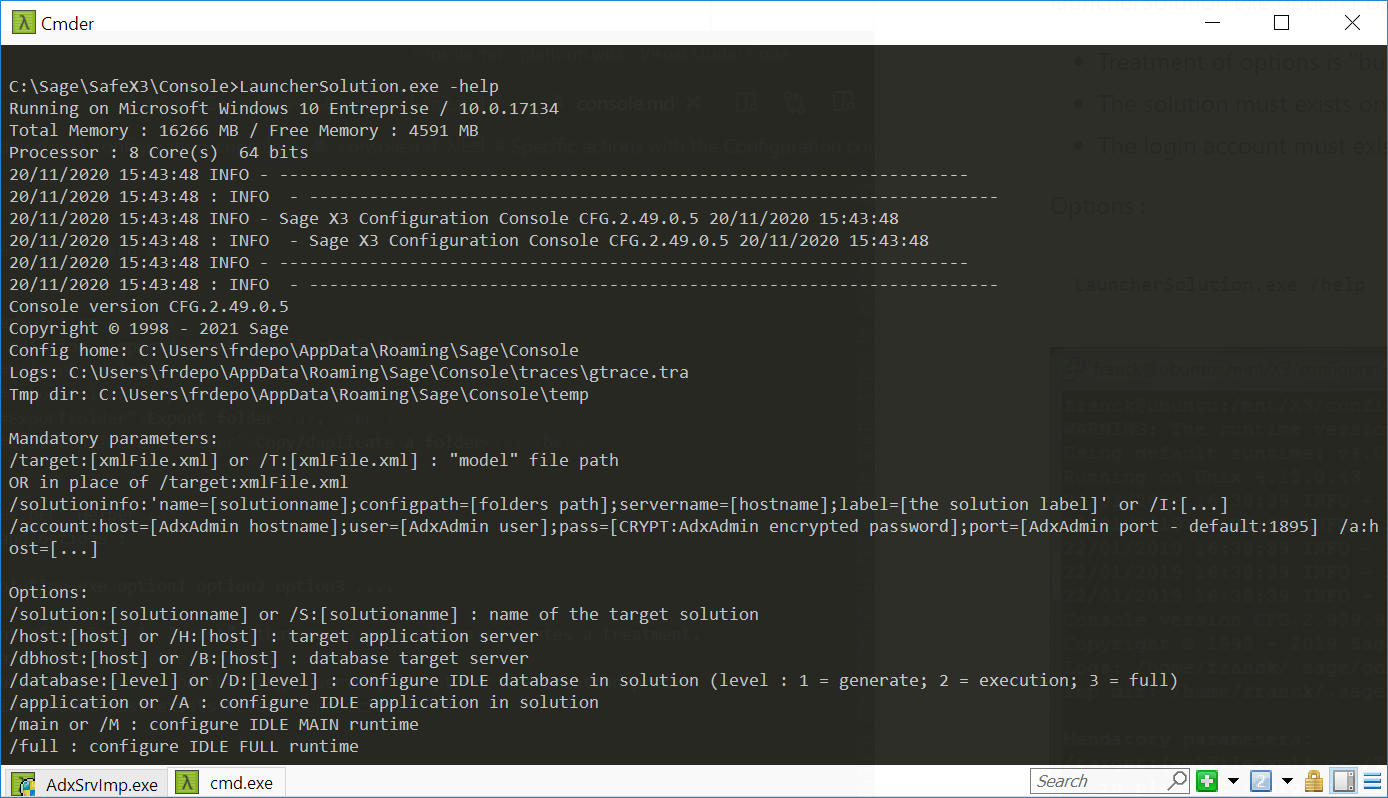 Cmder
C:\Sage\SafeX3\Console>LauncherSolution.exe -help
Running on Microsoft Windows 10 Entreprise / 10.0.17134
Total Memory : 16266 MB / Free Memory : 4591 MB
Processor : 8 Core(s)  64 bits
20/11/2020 15:43:48 INFO - ---------------------------------------------------------------------
20/11/2020 15:43:48 : INFO  - ---------------------------------------------------------------------
20/11/2020 15:43:48 INFO - Sage X3 Configuration Console CFG.2.49.0.5 20/11/2020 15:43:48
20/11/2020 15:43:48 : INFO  - Sage X3 Configuration Console CFG.2.49.0.5 20/11/2020 15:43:48
20/11/2020 15:43:48 INFO - ---------------------------------------------------------------------
20/11/2020 15:43:48 : INFO  - ---------------------------------------------------------------------
Console version CFG.2.49.0.5
Copyright © 1998 - 2021 Sage
Config home: C:\Users\frdepo\AppData\Roaming\Sage\Console
Logs: C:\Users\frdepo\AppData\Roaming\Sage\Console\traces\gtrace.tra
Tmp dir: C:\Users\frdepo\AppData\Roaming\Sage\Console\temp
Mandatory parameters:
/target:[xmlFile.xml] or /T:[xmlFile.xml] : "model" file path
OR in place of /target:xmlFile.xml
/solutioninfo:'name=[solutionname];configpath=[folders path];servername=[hostname];label=[the solution label]' or /I:[...]
/account:host=[AdxAdmin hostname];user=[AdxAdmin user];pass=[CRYPT:AdxAdmin encrypted password];port=[AdxAdmin port - default:1895]  /a:h
ost=[...]
Options:
/solution:[solutionname] or /S:[solutionanme] : name of the target solution
/host:[host] or /H:[host] : target application server
/dbhost:[host] or /B:[host] : database target server
/database:[level] or /D:[level] : configure IDLE database in solution (level : 1 = generate; 2 = execution; 3 = full)
/application or /A : configure IDLE application in solution
/main or /M : configure IDLE MAIN runtime
/full : configure IDLE FULL runtime
AdxSrvImp.exe
cmd.exe
Search
2